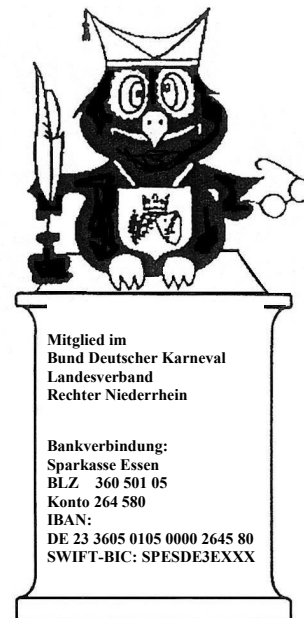 Mitglied im
Bund Deutscher Karneval
Landesverband
Rechter Niederrhein
Bankverbindung:
Sparkasse Essen
BLZ 360 501 05
Konto 264 580
IBAN:
DE 23 3605 0105 0000 2645 80
SWIFT-BIC: SPESDE3EXXX